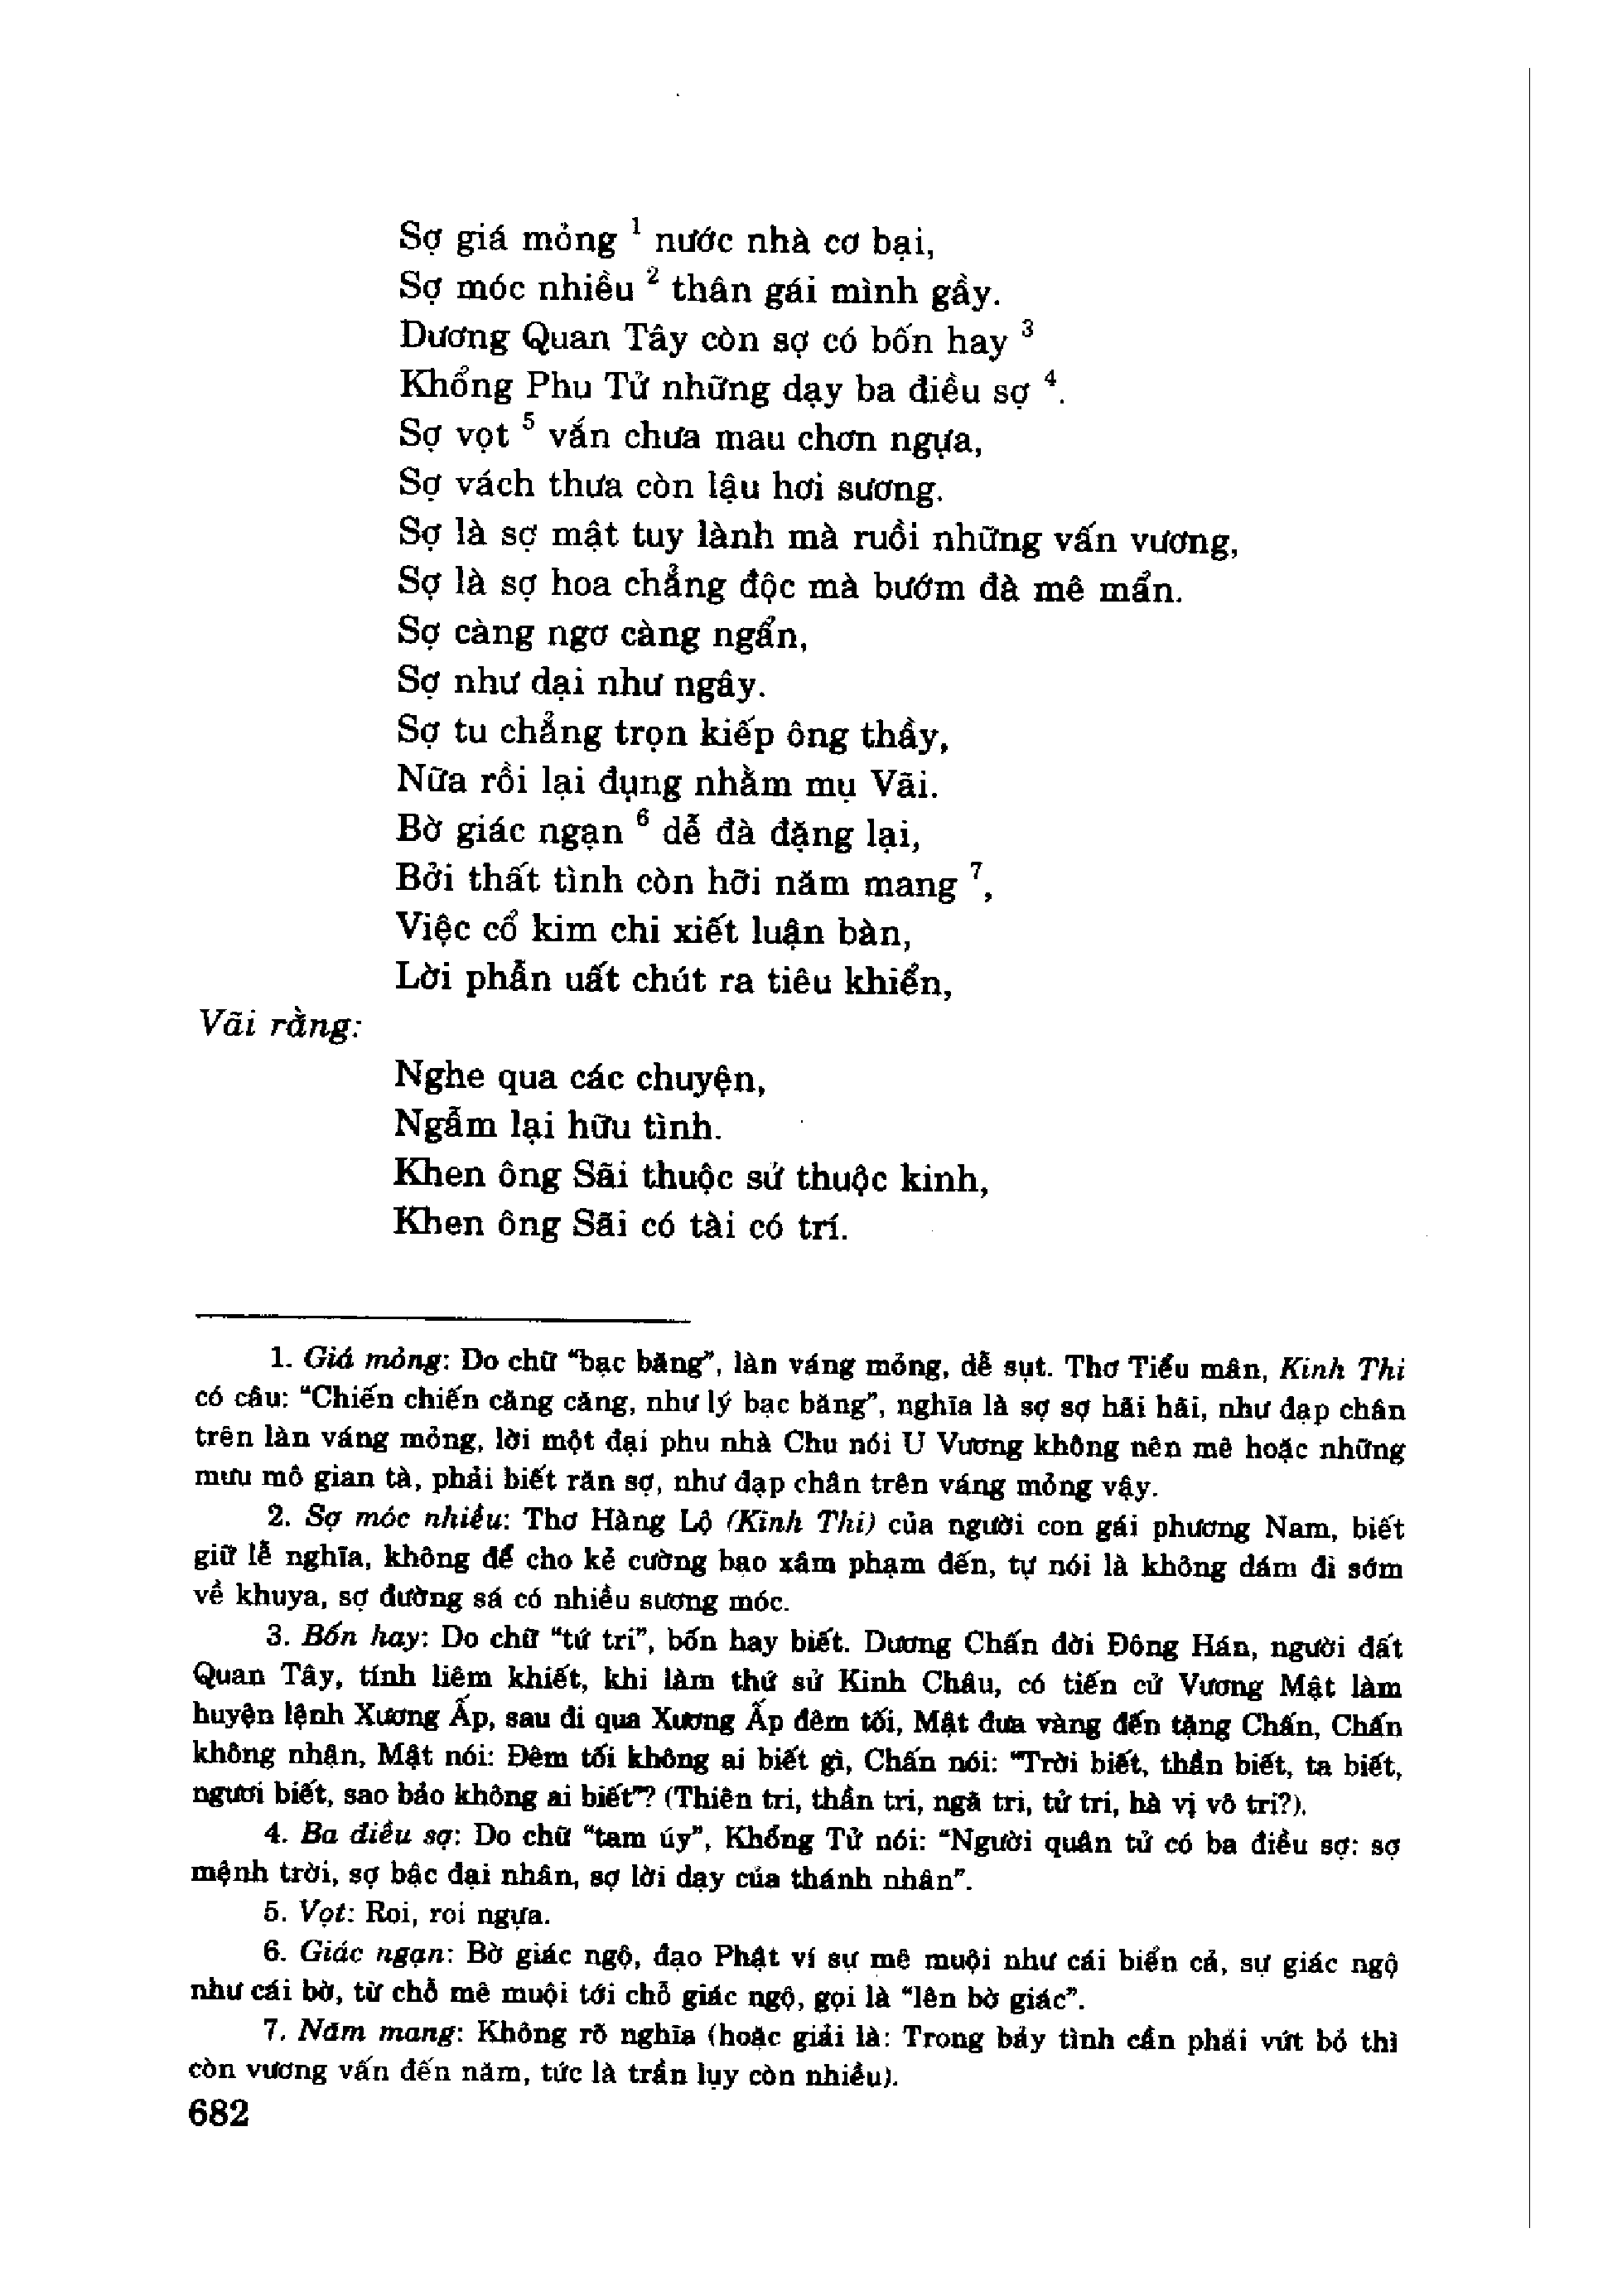 Sợ giá mỏng ¹ nước nhà cơ bại,
Sợ móc nhiều ² thân gái mình gầy.
Dương Quan Tây còn sợ có bốn hay ³
Khổng Phu Tử những dạy ba điều sợ ⁴.
Sợ vọt ⁵ vắn chưa mau chơn ngựa,
Sợ vách thưa còn lậu hơi sương.
Sợ là sợ mật tuy lành mà ruồi những vấn vương,
Sợ là sợ hoa chẳng độc mà bướm đà mê mẩn.
Sợ càng ngơ càng ngẩn,
Sợ như dại như ngây.
Sợ tu chẳng trọn kiếp ông thầy,
Nữa rồi lại đụng nhằm mụ Vãi.
Bờ giác ngạn ⁶ dễ đà đặng lại,
Bởi thất tình còn hỡi năm mang ⁷,
Việc cổ kim chi xiết luận bàn,
Lời phẫn uất chút ra tiêu khiển,
Vãi rằng:
Nghe qua các chuyện,
Ngẫm lại hữu tình.
Khen ông Sãi thuộc sử thuộc kinh,
Khen ông Sãi có tài có trí.
1. Giá mỏng: Do chữ “bạc băng”, làn váng mỏng, dễ sụt. Thơ Tiểu mân, Kinh Thi
có câu: “Chiến chiến căng căng, như lý bạc băng”, nghĩa là sợ sợ hãi hãi, như đạp chân
trên làn váng mỏng, lời một đại phu nhà Chu nói U Vương không nên mê hoặc những
mưu mô gian tà, phải biết răn sợ, như đạp chân trên váng mỏng vậy.
2. Sợ móc nhiều: Thơ Hàng Lộ (Kinh Thi) của người con gái phương Nam, biết
giữ lễ nghĩa, không để cho kẻ cường bạo xâm phạm đến, tự nói là không dám đi sớm
về khuya, sợ đường sá có nhiều sương móc.
3. Bốn hay: Do chữ “tứ tri”, bốn hay biết. Dương Chấn đời Đông Hán, người đất
Quan Tây, tính liêm khiết, khi làm thứ sử Kinh Châu, có tiến cử Vương Mật làm
huyện lệnh Xương Ấp, sau đi qua Xương Ấp đêm tối, Mật đưa vàng đến tặng Chấn, Chấn
không nhận, Mật nói: Đêm tối không ai biết gì, Chấn nói: “Trời biết, thần biết, ta biết,
ngươi biết, sao bảo không ai biết”? (Thiên tri, thần tri, ngã tri, tử tri, hà vị vô tri?).
4. Ba điều sợ: Do chữ “tam úy”, Khổng Tử nói: “Người quân tử có ba điều sợ: sợ
mệnh trời, sợ bậc đại nhân, sợ lời dạy của thánh nhân”.
5. Vọt: Roi, roi ngựa.
6. Giác ngạn: Bờ giác ngộ, đạo Phật ví sự mê muội như cái biển cả, sự giác ngộ
như cái bờ, từ chỗ mê muội tới chỗ giác ngộ, gọi là “lên bờ giác”.
7. Năm mang: Không rõ nghĩa (hoặc giải là: Trong bảy tình cần phải vứt bỏ thì
còn vương vấn đến năm, tức là trần lụy còn nhiều).
682